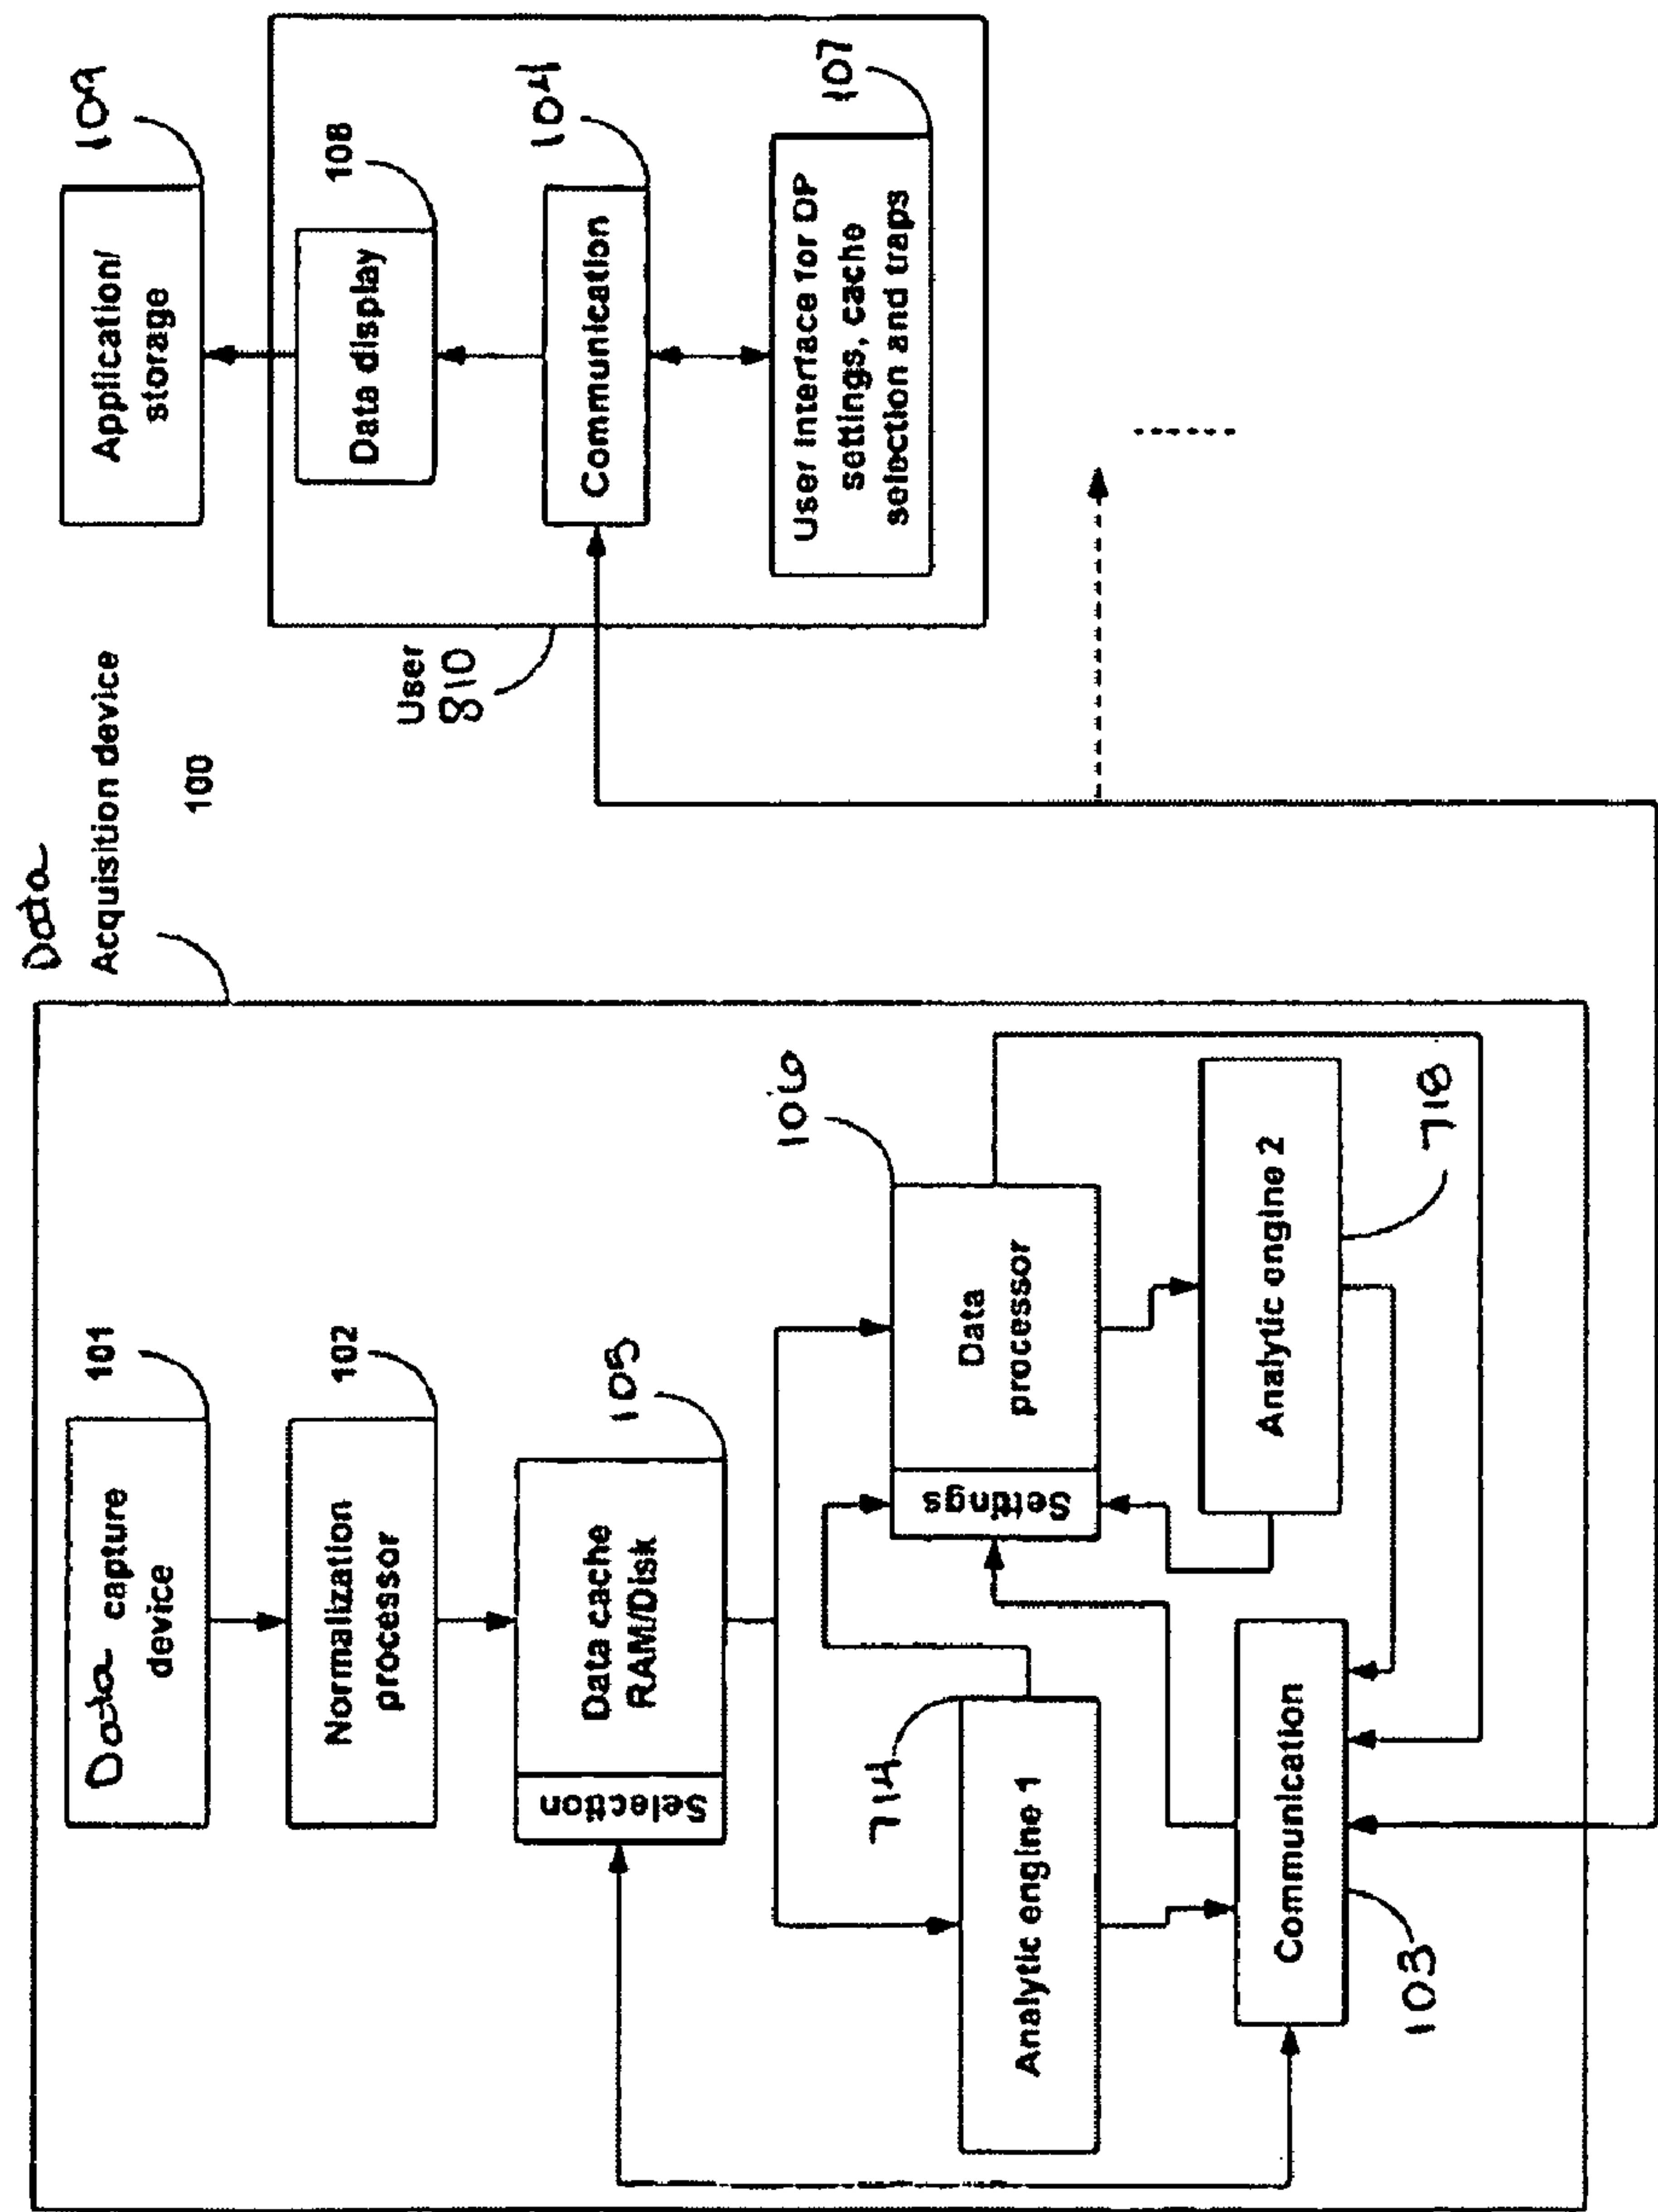 Data
Acquisition device
100
Data capture
device
101
Normalization
processor
102
Data cache
RAM/Disk
Selection
105
Analytic engine 1
714
Settings
Data
processor
106
Analytic engine 2
718
Communication
103
User
810
Application/
storage
109
Data display
108
Communication
104
User interface for DP
settings, cache
selection and traps
107